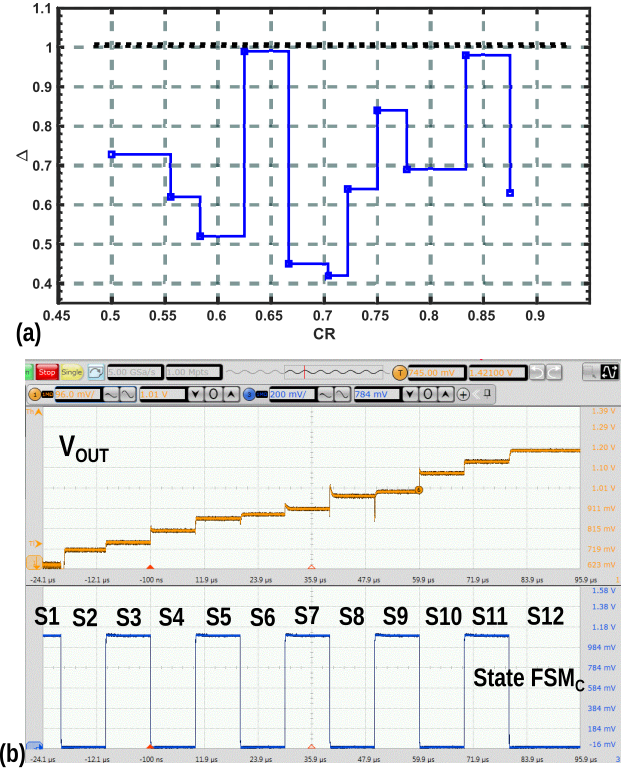 (a)
1.1
1
0.9
0.8
0.7
0.6
0.5
0.4
△
0.45 0.5 0.55 0.6 0.65 0.7 0.75 0.8 0.85 0.9
CR
Stop Single 5.00 GSa/s 1.00 Mpts T 745.00 mV 1.42100 V
1 96.0 mV/ 1.01 V 3 200 mV/ 784 mV
VOUT
1.39 V
1.29 V
1.20 V
1.10 V
1.01 V
911 mV
815 mV
719 mV
623 mV
-24.1 µs -12.1 µs -100 ns 11.9 µs 23.9 µs 35.9 µs 47.9 µs 59.9 µs 71.9 µs 83.9 µs 95.9 µs
S1 S2 S3 S4 S5 S6 S7 S8 S9 S10 S11 S12
State FSMC
1.58 V
1.38 V
1.18 V
984 mV
784 mV
584 mV
384 mV
184 mV
-16 mV
(b)
-24.1 µs -12.1 µs -100 ns 11.9 µs 23.9 µs 35.9 µs 47.9 µs 59.9 µs 71.9 µs 83.9 µs 95.9 µs